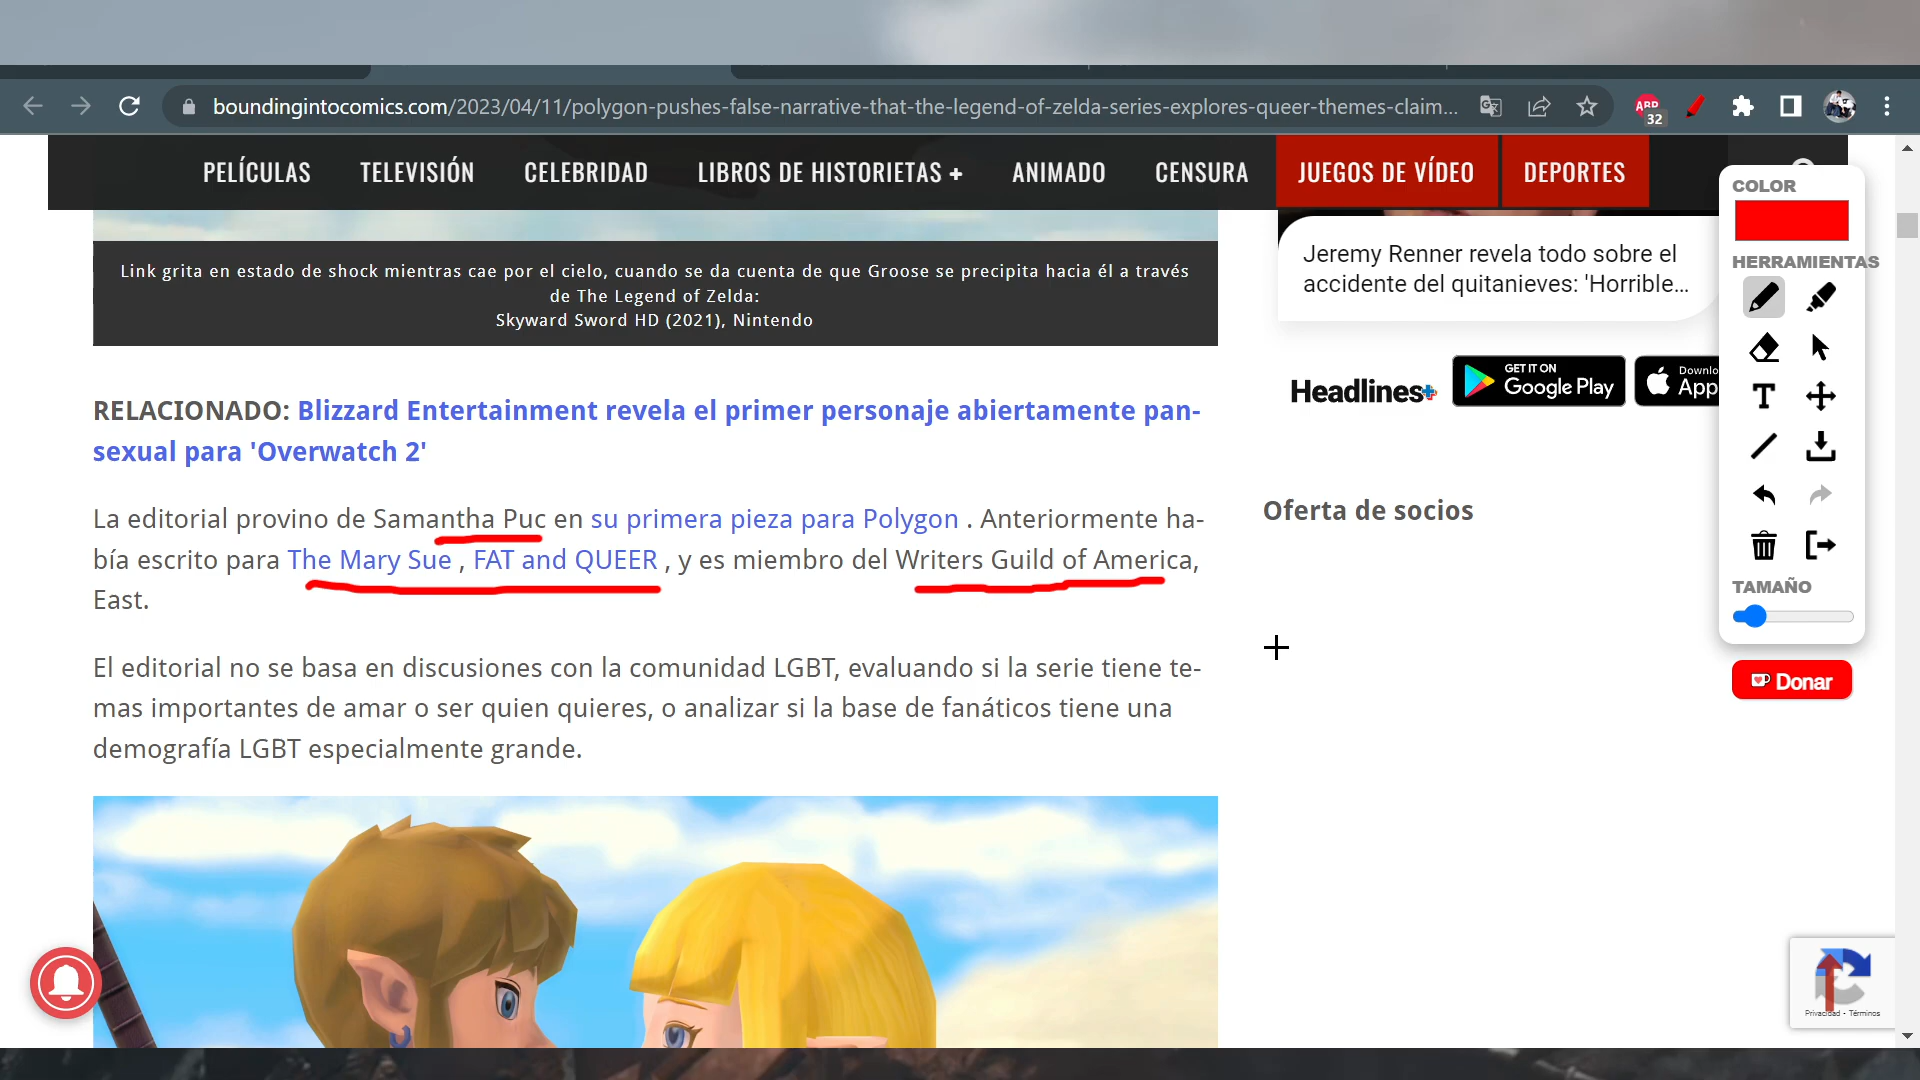 boundingintocomics.com/2023/04/11/polygon-pushes-false-narrative-that-the-legend-of-zelda-series-explores-queer-themes-claim...
ABP
32
PELÍCULAS TELEVISIÓN CELEBRIDAD LIBROS DE HISTORIETAS + ANIMADO CENSURA JUEGOS DE VÍDEO DEPORTES
Link grita en estado de shock mientras cae por el cielo, cuando se da cuenta de que Groose se precipita hacia él a través
de The Legend of Zelda:
Skyward Sword HD (2021), Nintendo
RELACIONADO: Blizzard Entertainment revela el primer personaje abiertamente pan-
sexual para 'Overwatch 2'
La editorial provino de Samantha Puc en su primera pieza para Polygon . Anteriormente ha-
bía escrito para The Mary Sue , FAT and QUEER , y es miembro del Writers Guild of America,
East.
El editorial no se basa en discusiones con la comunidad LGBT, evaluando si la serie tiene te-
mas importantes de amar o ser quien quieres, o analizar si la base de fanáticos tiene una
demografía LGBT especialmente grande.
Jeremy Renner revela todo sobre el
accidente del quitanieves: 'Horrible...
Headlines+
GET IT ON
Google Play
Downlo
App
Oferta de socios
COLOR
HERRAMIENTAS
T
TAMAÑO
Donar
Privacidad - Términos